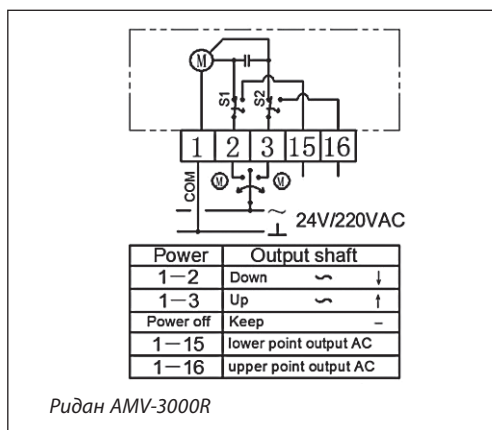 M
S1 S2
1 2 3 15 16
M M
COM
~
24V/220VAC
Power Output shaft
1—2 Down ∽ ↓
1—3 Up ∽ ↑
Power off Keep –
1—15 lower point output AC
1—16 upper point output AC
Ридан AMV-3000R